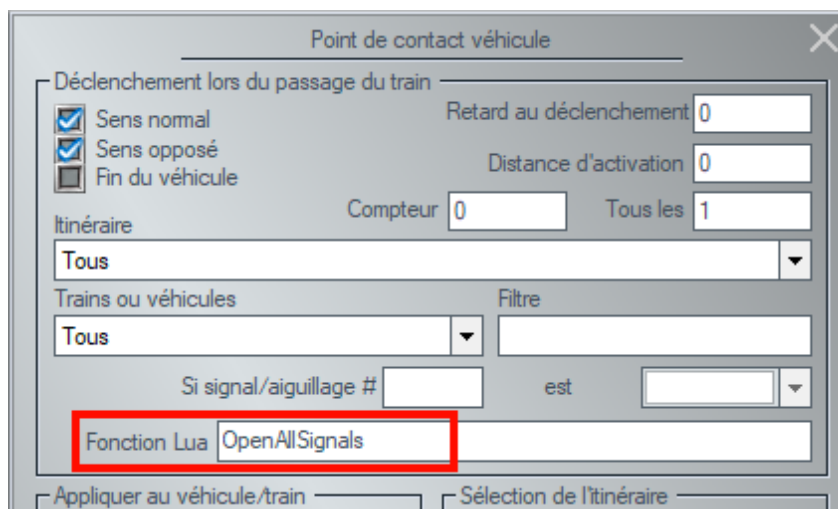 Point de contact véhicule
Déclenchement lors du passage du train
Sens normal
Retard au déclenchement 0
Sens opposé
Distance d'activation 0
Fin du véhicule
Compteur 0 Tous les 1
Itinéraire
Tous
Trains ou véhicules Filtre
Tous
Si signal/aiguillage # est
Fonction Lua OpenAllSignals
Appliquer au véhicule/train Sélection de l'itinéraire